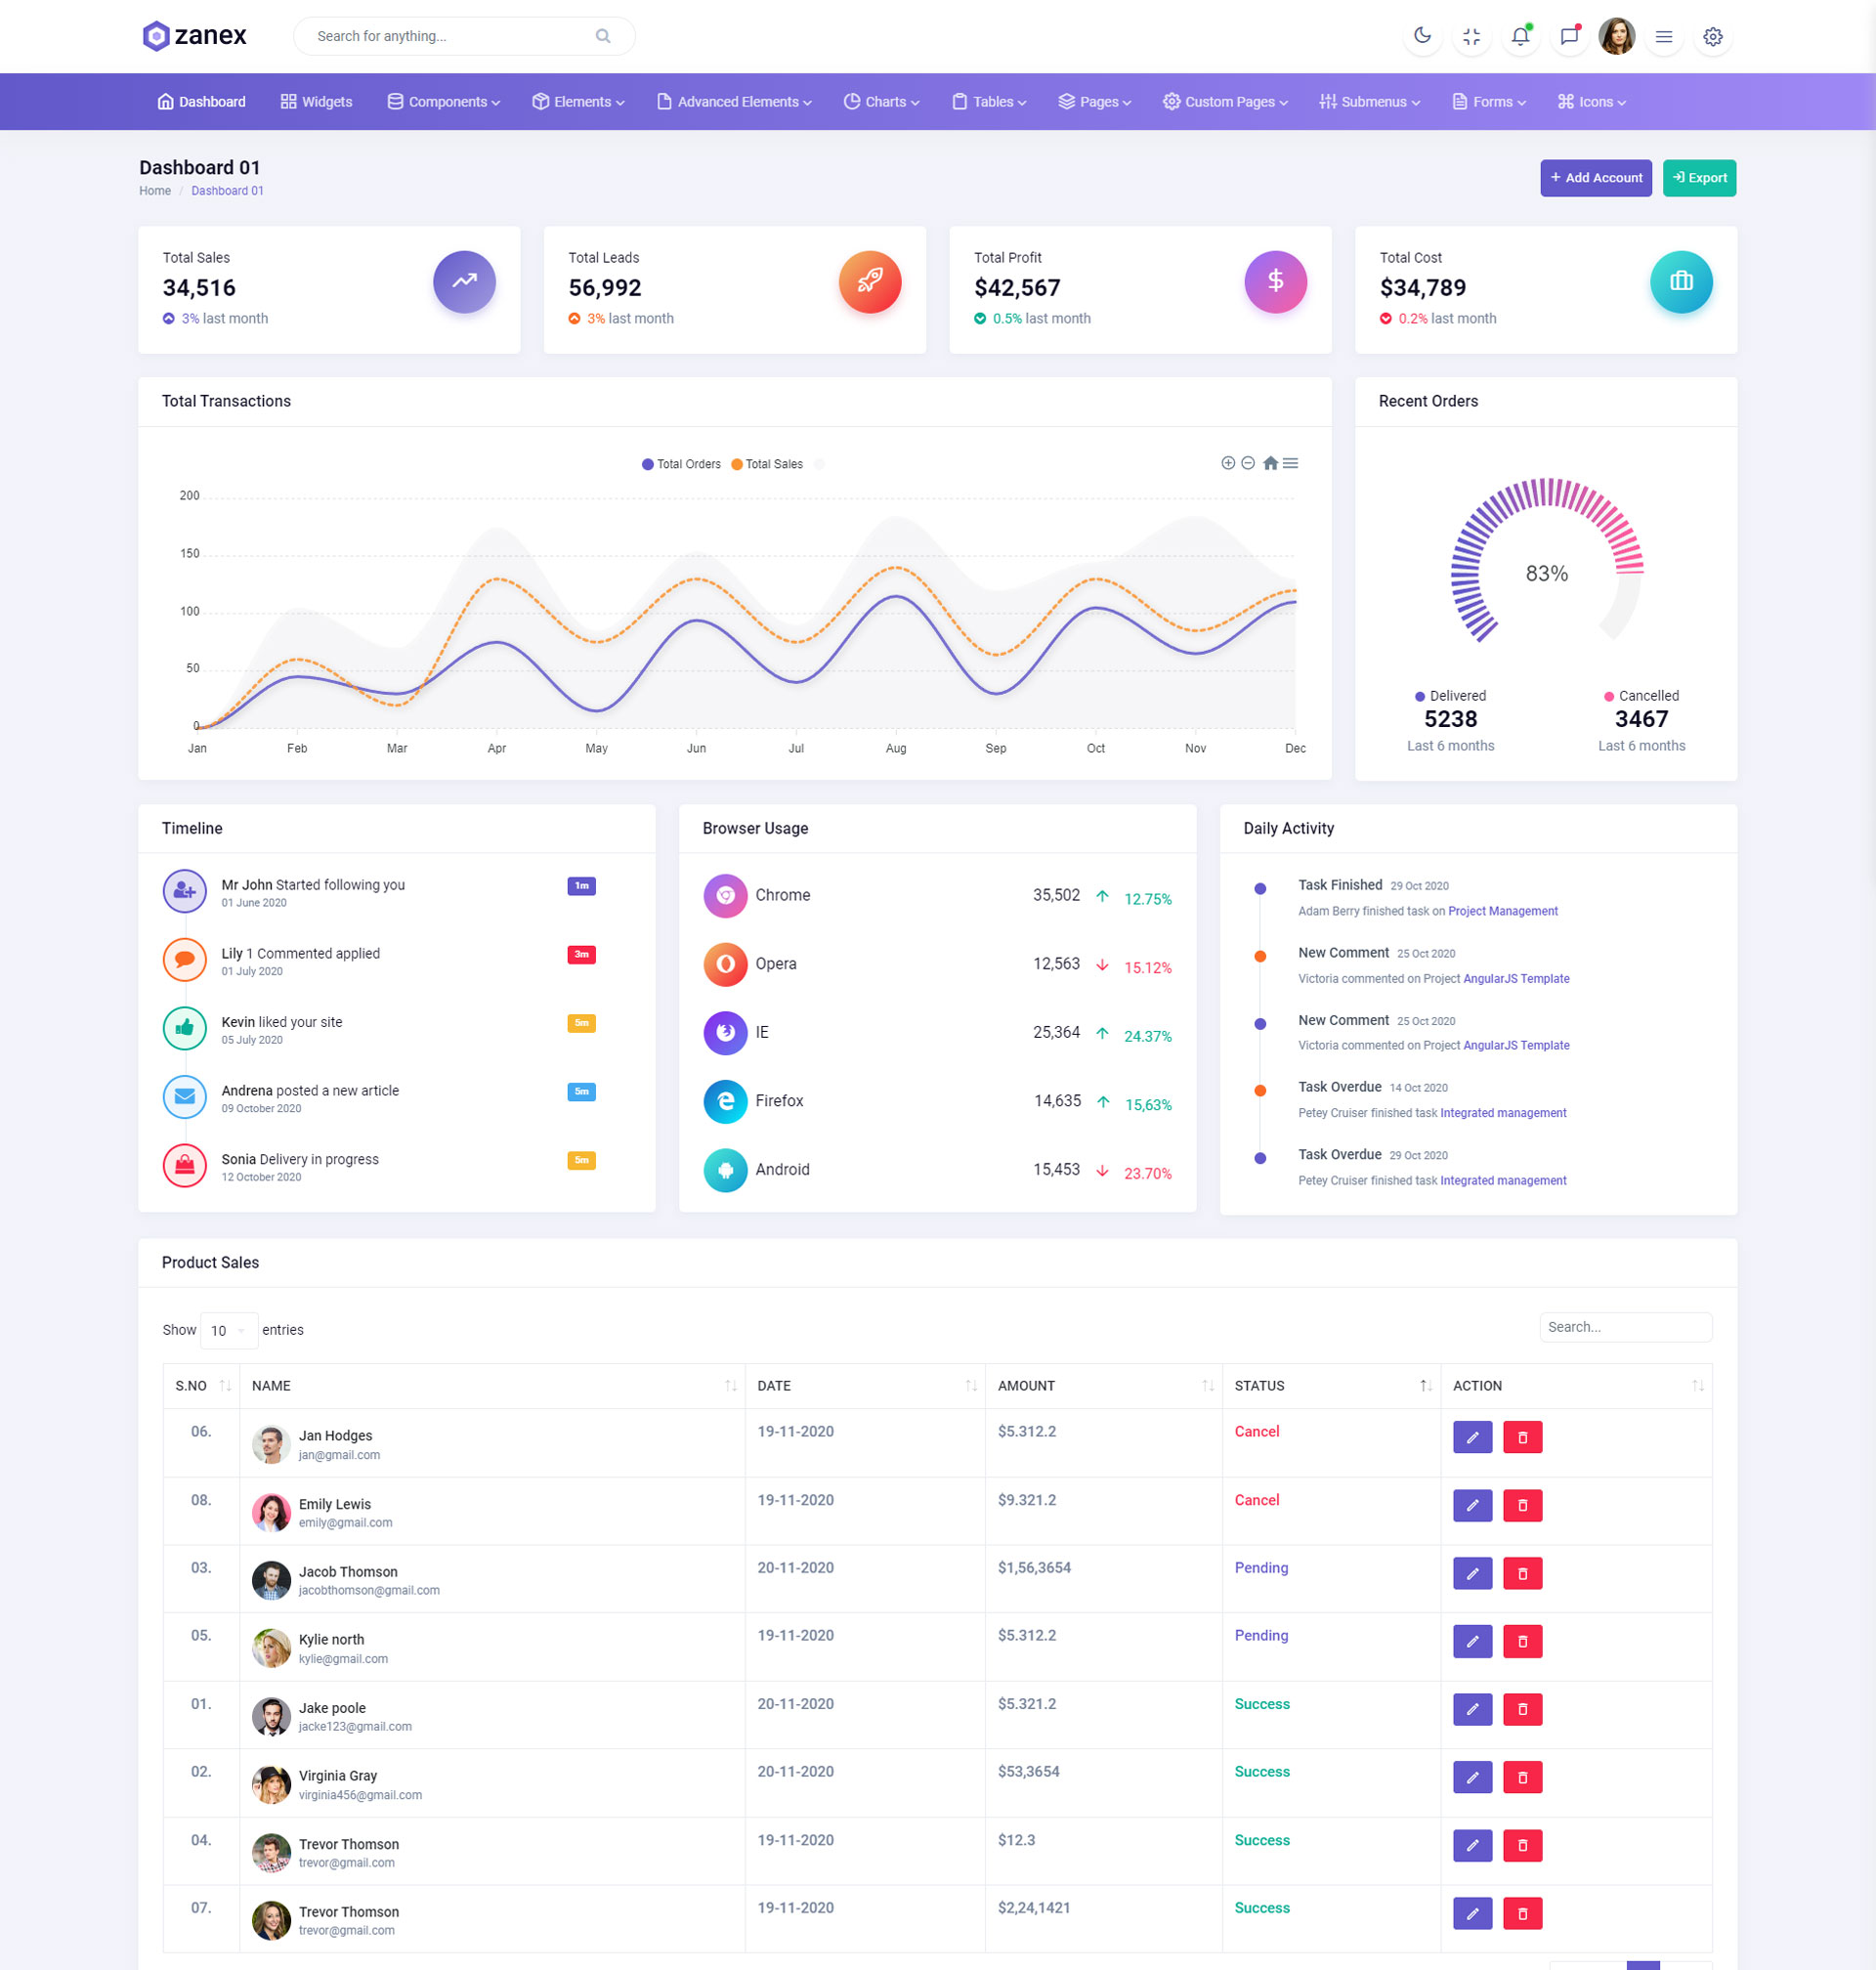 zanex
Search for anything...
Dashboard Widgets Components Elements Advanced Elements Charts Tables Pages Custom Pages Submenus Forms Icons
Dashboard 01
Home / Dashboard 01
+ Add Account Export
Total Sales
34,516
3% last month
Total Leads
56,992
3% last month
Total Profit
$42,567
0.5% last month
Total Cost
$34,789
0.2% last month
Total Transactions
Total Orders Total Sales
200
150
100
50
0
Jan Feb Mar Apr May Jun Jul Aug Sep Oct Nov Dec
Recent Orders
83%
Delivered
5238
Last 6 months
Cancelled
3467
Last 6 months
Timeline
Mr John Started following you 1m
01 June 2020
Lily 1 Commented applied 3m
01 July 2020
Kevin liked your site 5m
05 July 2020
Andrena posted a new article 5m
09 October 2020
Sonia Delivery in progress 5m
12 October 2020
Browser Usage
Chrome 35,502 12.75%
Opera 12,563 15.12%
IE 25,364 24.37%
Firefox 14,635 15,63%
Android 15,453 23.70%
Daily Activity
Task Finished 29 Oct 2020
Adam Berry finished task on Project Management
New Comment 25 Oct 2020
Victoria commented on Project AngularJS Template
New Comment 25 Oct 2020
Victoria commented on Project AngularJS Template
Task Overdue 14 Oct 2020
Petey Cruiser finished task Integrated management
Task Overdue 29 Oct 2020
Petey Cruiser finished task Integrated management
Product Sales
Show 10 entries
Search...
S.NO NAME DATE AMOUNT STATUS ACTION
06. Jan Hodges 19-11-2020 $5.312.2 Cancel
jan@gmail.com
08. Emily Lewis 19-11-2020 $9.321.2 Cancel
emily@gmail.com
03. Jacob Thomson 20-11-2020 $1,56,3654 Pending
jacobthomson@gmail.com
05. Kylie north 19-11-2020 $5.312.2 Pending
kylie@gmail.com
01. Jake poole 20-11-2020 $5.321.2 Success
jacke123@gmail.com
02. Virginia Gray 20-11-2020 $53,3654 Success
virginia456@gmail.com
04. Trevor Thomson 19-11-2020 $12.3 Success
trevor@gmail.com
07. Trevor Thomson 19-11-2020 $2,24,1421 Success
trevor@gmail.com